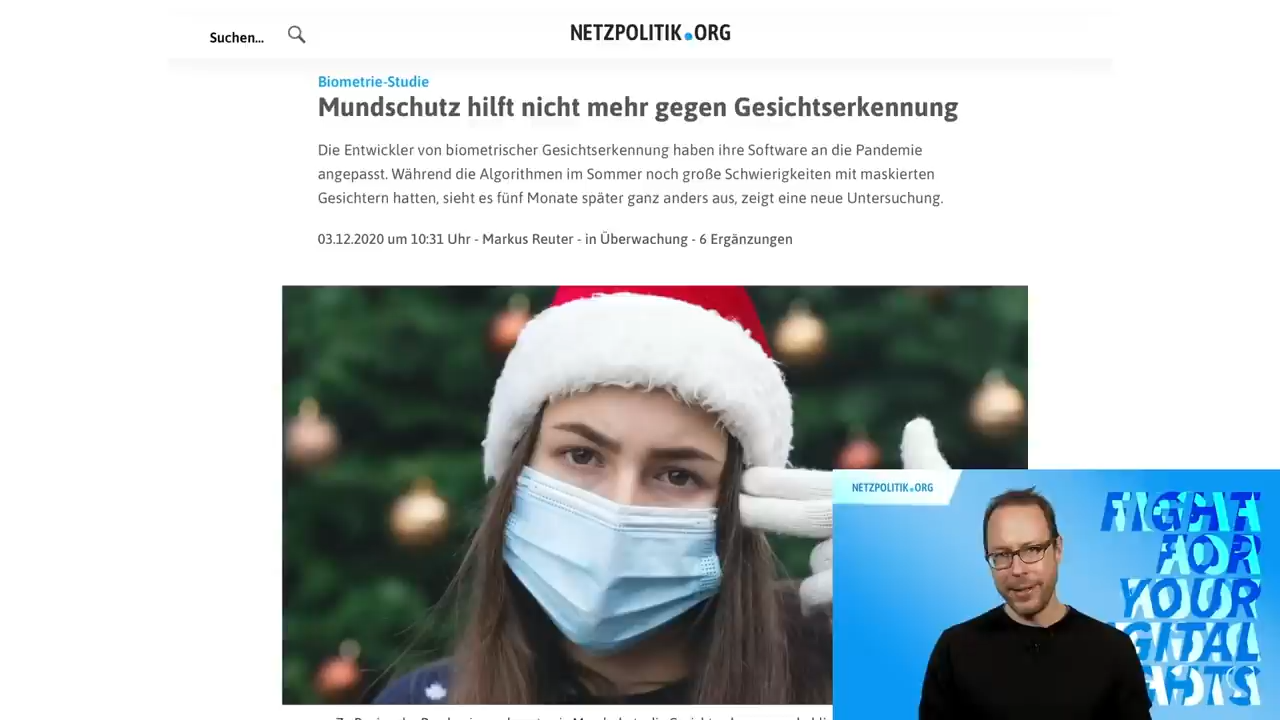 Suchen...
NETZPOLITIK.ORG
Biometrie-Studie
Mundschutz hilft nicht mehr gegen Gesichtserkennung
Die Entwickler von biometrischer Gesichtserkennung haben ihre Software an die Pandemie
angepasst. Während die Algorithmen im Sommer noch große Schwierigkeiten mit maskierten
Gesichtern hatten, sieht es fünf Monate später ganz anders aus, zeigt eine neue Untersuchung.
03.12.2020 um 10:31 Uhr - Markus Reuter - in Überwachung - 6 Ergänzungen
NETZPOLITIK.ORG
FIGHT
FOR
YOUR